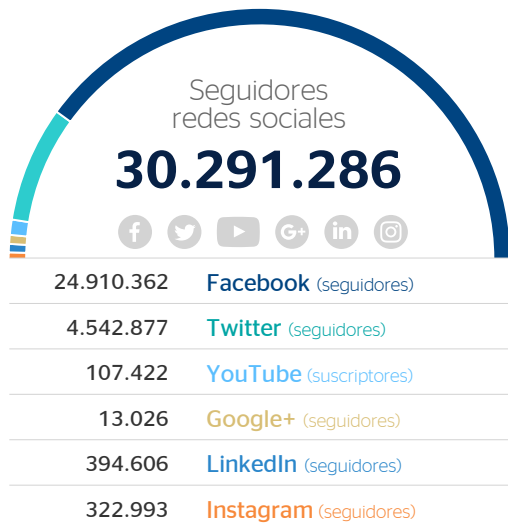 Seguidores
redes sociales
30.291.286
24.910.362 Facebook (seguidores)
4.542.877 Twitter (seguidores)
107.422 YouTube (suscriptores)
13.026 Google+ (seguidores)
394.606 LinkedIn (seguidores)
322.993 Instagram (seguidores)